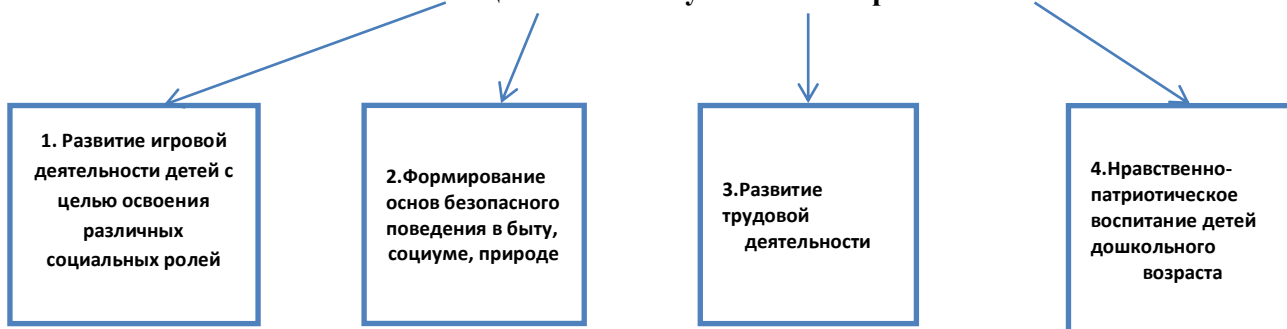 1. Развитие игровой
деятельности детей с
целью освоения
различных
социальных ролей
2.Формирование
основ безопасного
поведения в быту,
социуме, природе
3.Развитие
трудовой
деятельности
4.Нравственно-
патриотическое
воспитание детей
дошкольного
возраста